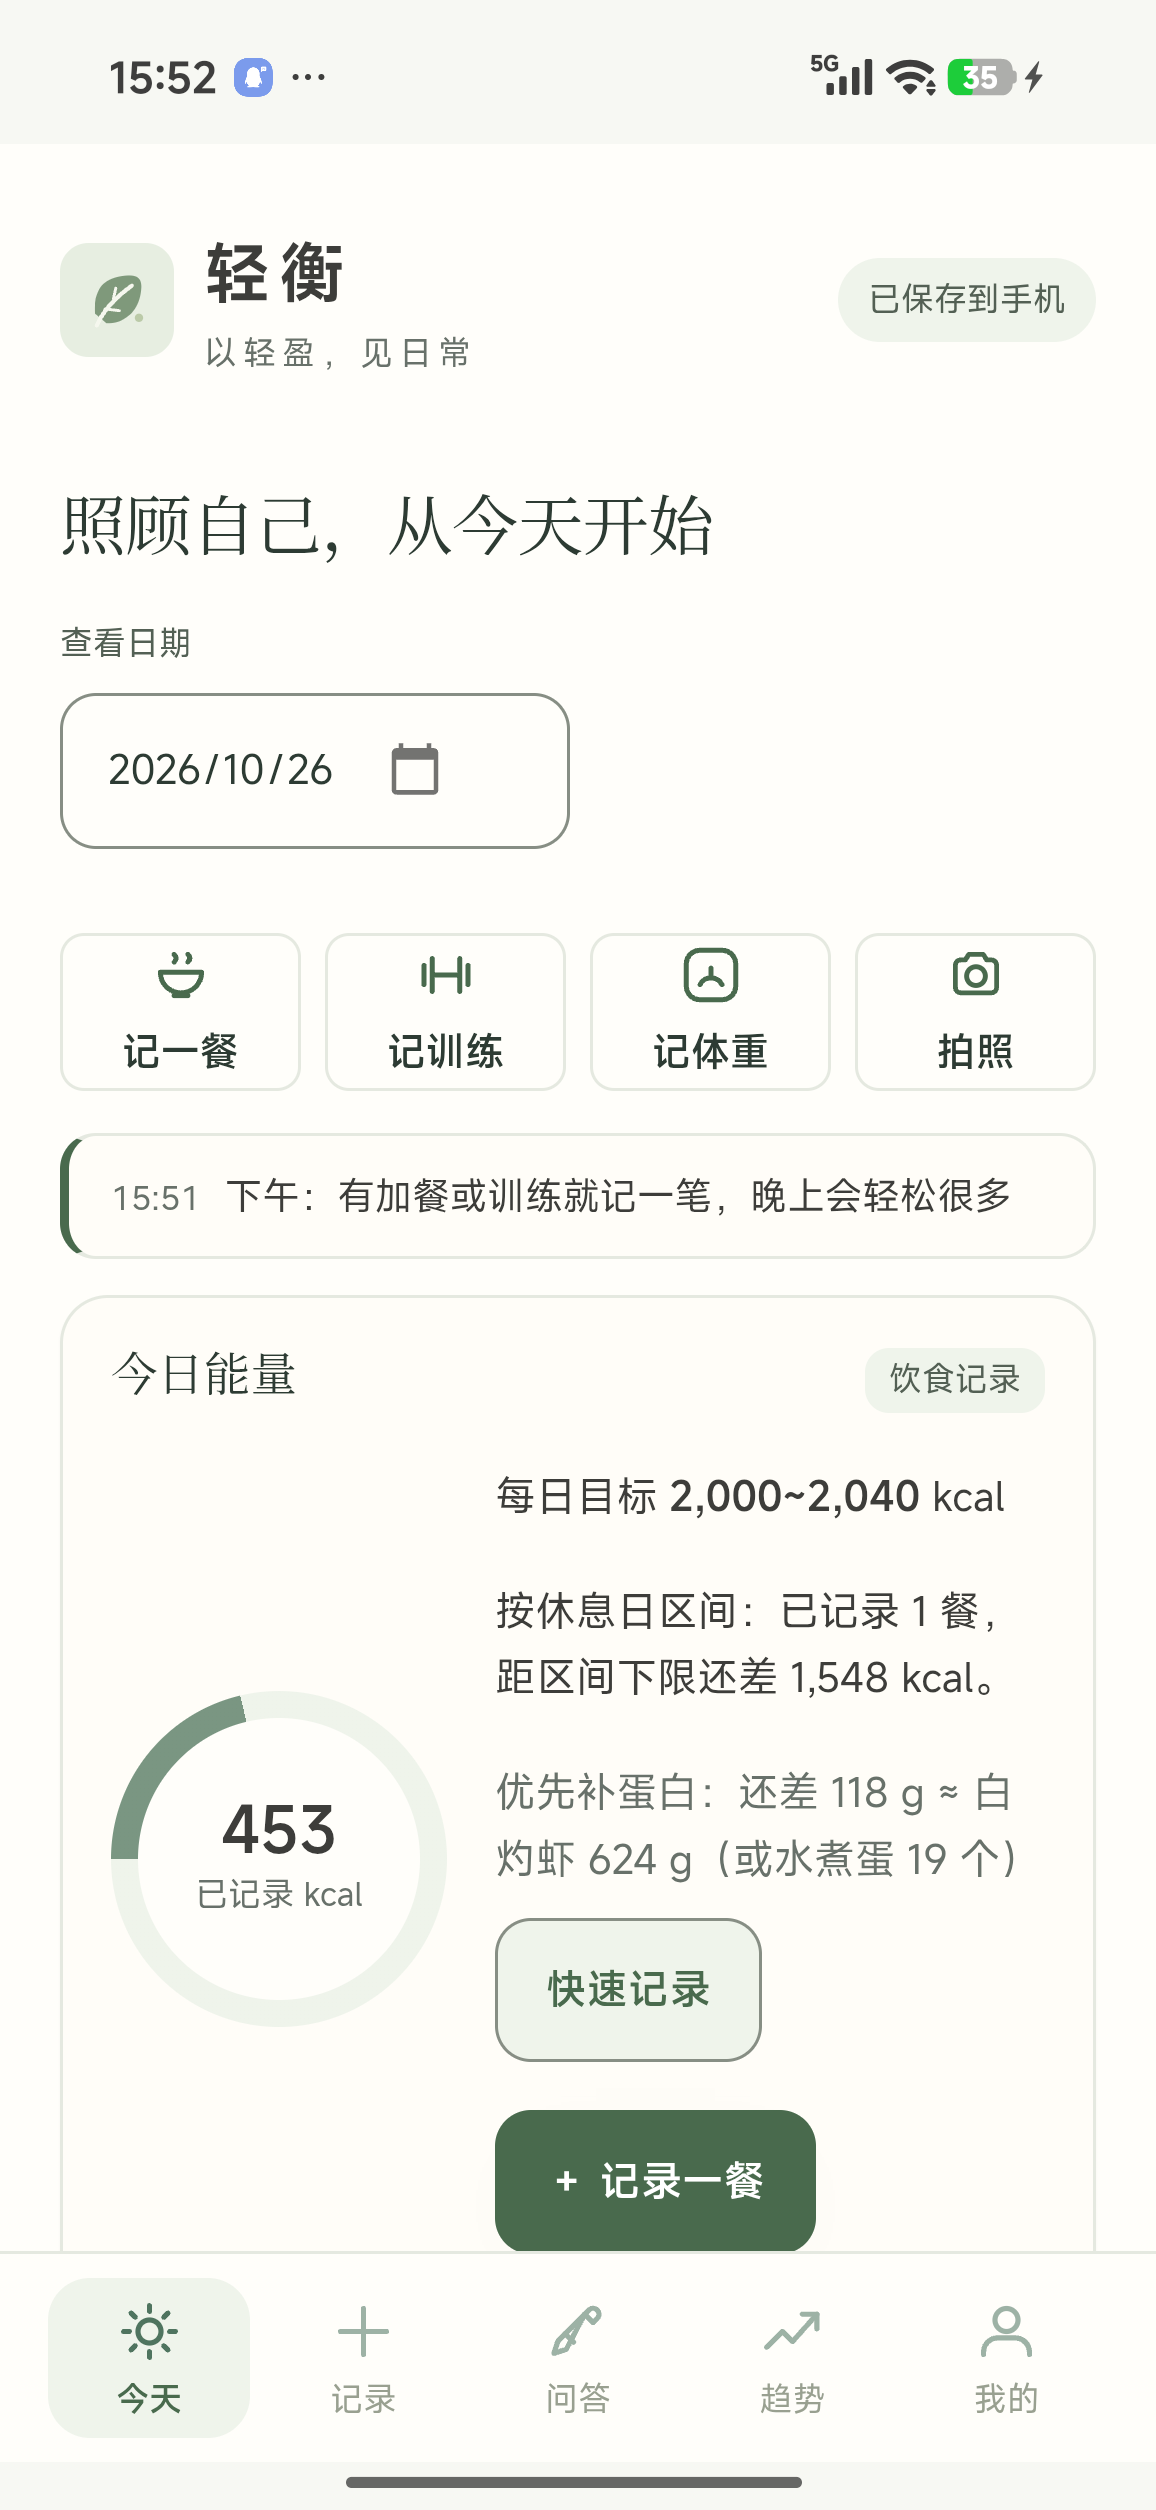 15:52 ...
5G 35
轻衡
以轻盈，见日常
已保存到手机
照顾自己，从今天开始
查看日期
2026/10/26
记一餐 记训练 记体重 拍照
15:51 下午：有加餐或训练就记一笔，晚上会轻松很多
今日能量
饮食记录
每日目标 2,000~2,040 kcal
按休息日区间：已记录 1 餐，
距区间下限还差 1,548 kcal。
优先补蛋白：还差 118 g ≈ 白
灼虾 624 g（或水煮蛋 19 个）
453
已记录 kcal
快速记录
+ 记录一餐
今天 记录 问答 趋势 我的